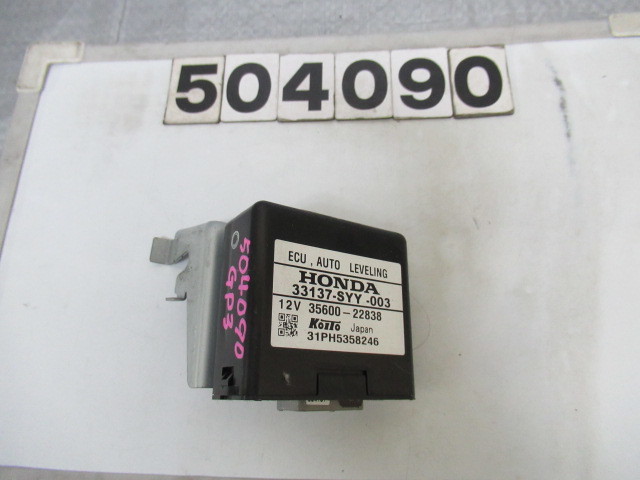 504090
504090
GP3
ECU , AUTO LEVELING
HONDA
33137-SYY -003
12V 35600-22838
KOITO Japan
31PH5358246